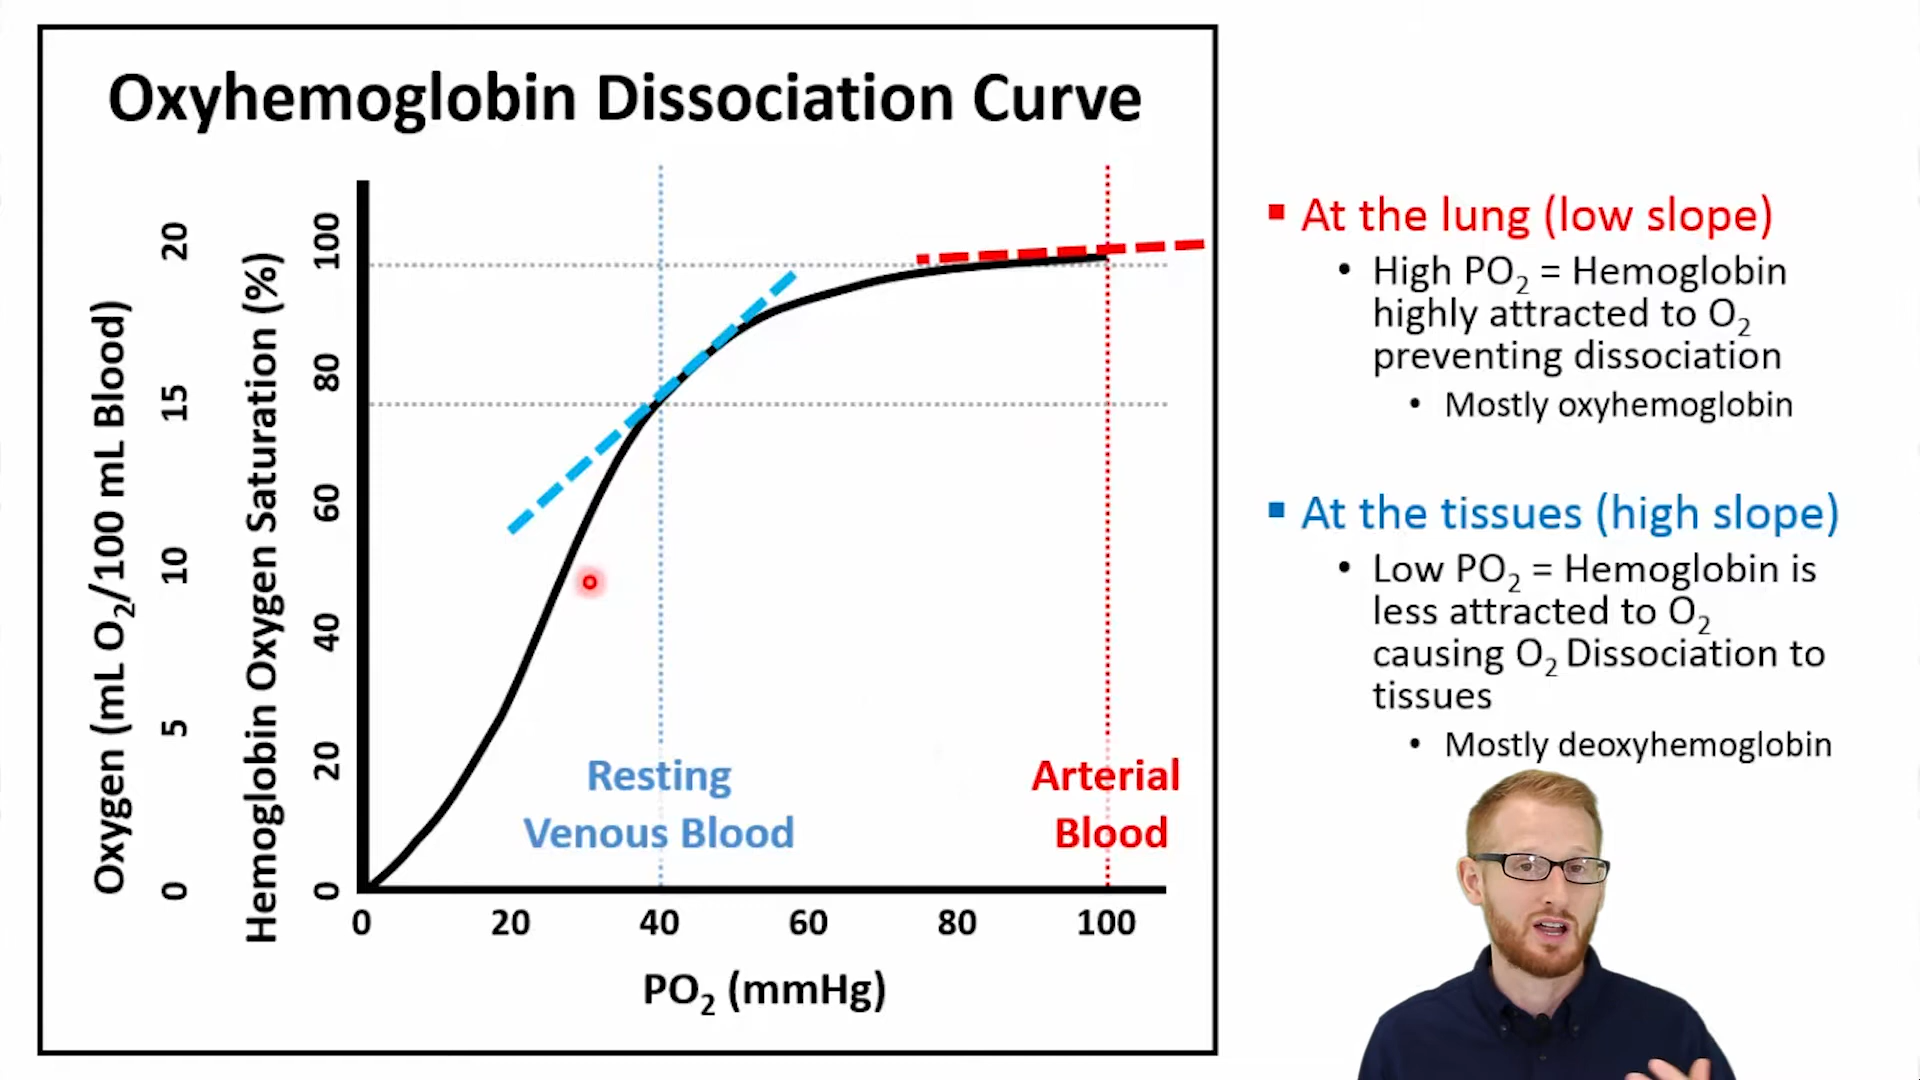 Oxyhemoglobin Dissociation Curve
Oxygen (mL O₂/100 mL Blood)
20
15
10
5
0
Hemoglobin Oxygen Saturation (%)
100
80
60
40
20
0
Resting
Venous Blood
Arterial
Blood
0 20 40 60 80 100
PO₂ (mmHg)
▪ At the lung (low slope)
• High PO₂ = Hemoglobin
highly attracted to O₂
preventing dissociation
• Mostly oxyhemoglobin
▪ At the tissues (high slope)
• Low PO₂ = Hemoglobin is
less attracted to O₂
causing O₂ Dissociation to
tissues
• Mostly deoxyhemoglobin